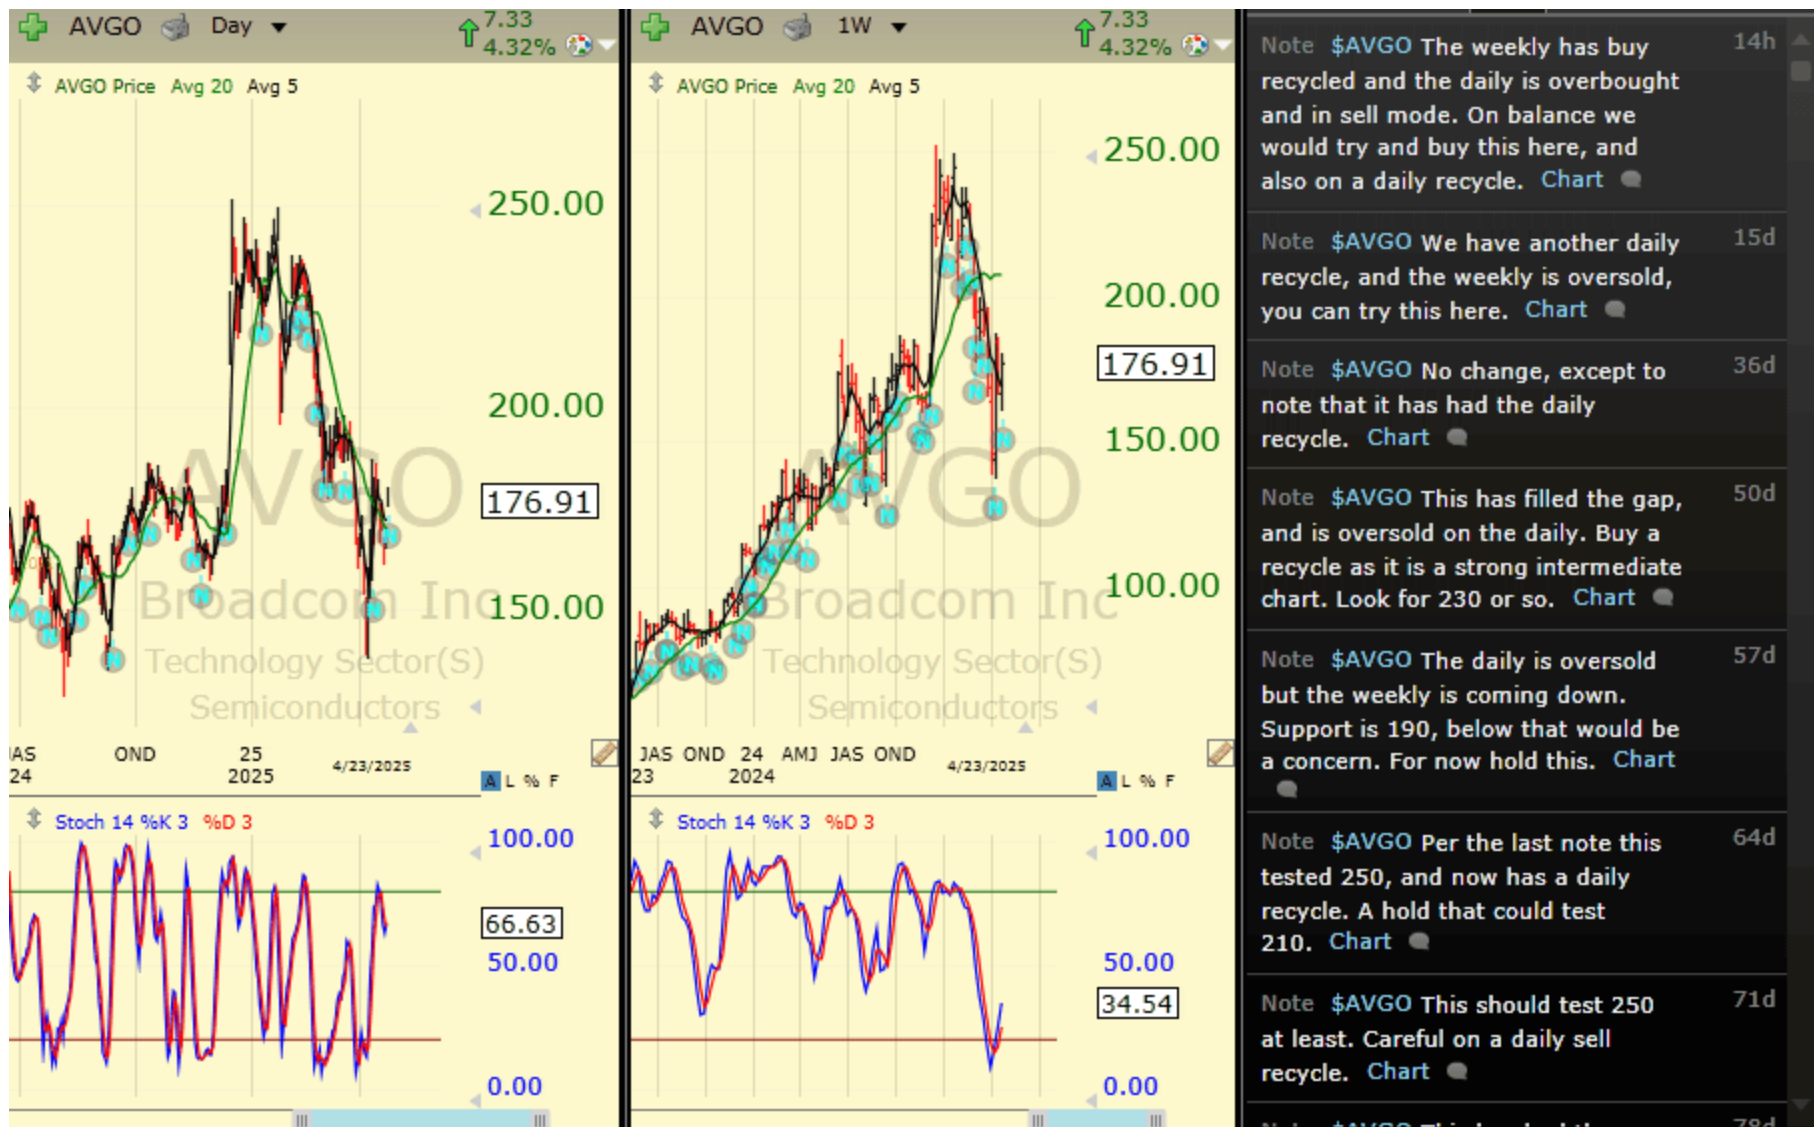 AVGO Day
7.33
4.32%
AVGO Price Avg 20 Avg 5
250.00
200.00
176.91
150.00
AVGO
Broadcom Inc
Technology Sector(S)
Semiconductors
JAS OND 25
24 2025 4/23/2025
A L % F
Stoch 14 %K 3 %D 3
100.00
66.63
50.00
0.00
AVGO 1W
7.33
4.32%
AVGO Price Avg 20 Avg 5
250.00
200.00
176.91
150.00
100.00
AVGO
Broadcom Inc
Technology Sector(S)
Semiconductors
JAS OND 24 AMJ JAS OND
23 2024 4/23/2025
A L % F
Stoch 14 %K 3 %D 3
100.00
50.00
34.54
0.00
Note $AVGO The weekly has buy 14h
recycled and the daily is overbought
and in sell mode. On balance we
would try and buy this here, and
also on a daily recycle. Chart
Note $AVGO We have another daily 15d
recycle, and the weekly is oversold,
you can try this here. Chart
Note $AVGO No change, except to 36d
note that it has had the daily
recycle. Chart
Note $AVGO This has filled the gap, 50d
and is oversold on the daily. Buy a
recycle as it is a strong intermediate
chart. Look for 230 or so. Chart
Note $AVGO The daily is oversold 57d
but the weekly is coming down.
Support is 190, below that would be
a concern. For now hold this. Chart
Note $AVGO Per the last note this 64d
tested 250, and now has a daily
recycle. A hold that could test
210. Chart
Note $AVGO This should test 250 71d
at least. Careful on a daily sell
recycle. Chart